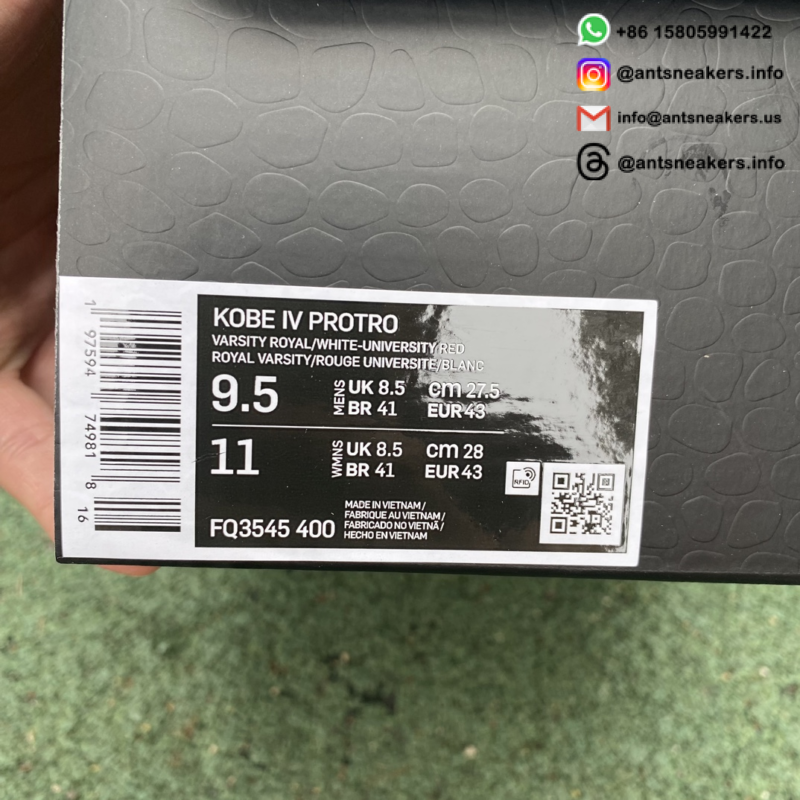 +86 15805991422
@antsneakers.info
info@antsneakers.us
@antsneakers.info
KOBE IV PROTRO
VARSITY ROYAL/WHITE-UNIVERSITY RED
ROYAL VARSITY/ROUGE UNIVERSITE/BLANC
9.5 MENS UK 8.5 cm 27.5
BR 41 EUR 43
11 WMNS UK 8.5 cm 28
BR 41 EUR 43
RFID
FQ3545 400
MADE IN VIETNAM /
FABRIQUE AU VIETNAM /
FABRICADO NO VIETNÃ /
HECHO EN VIETNAM
1 97594 74981 8 16